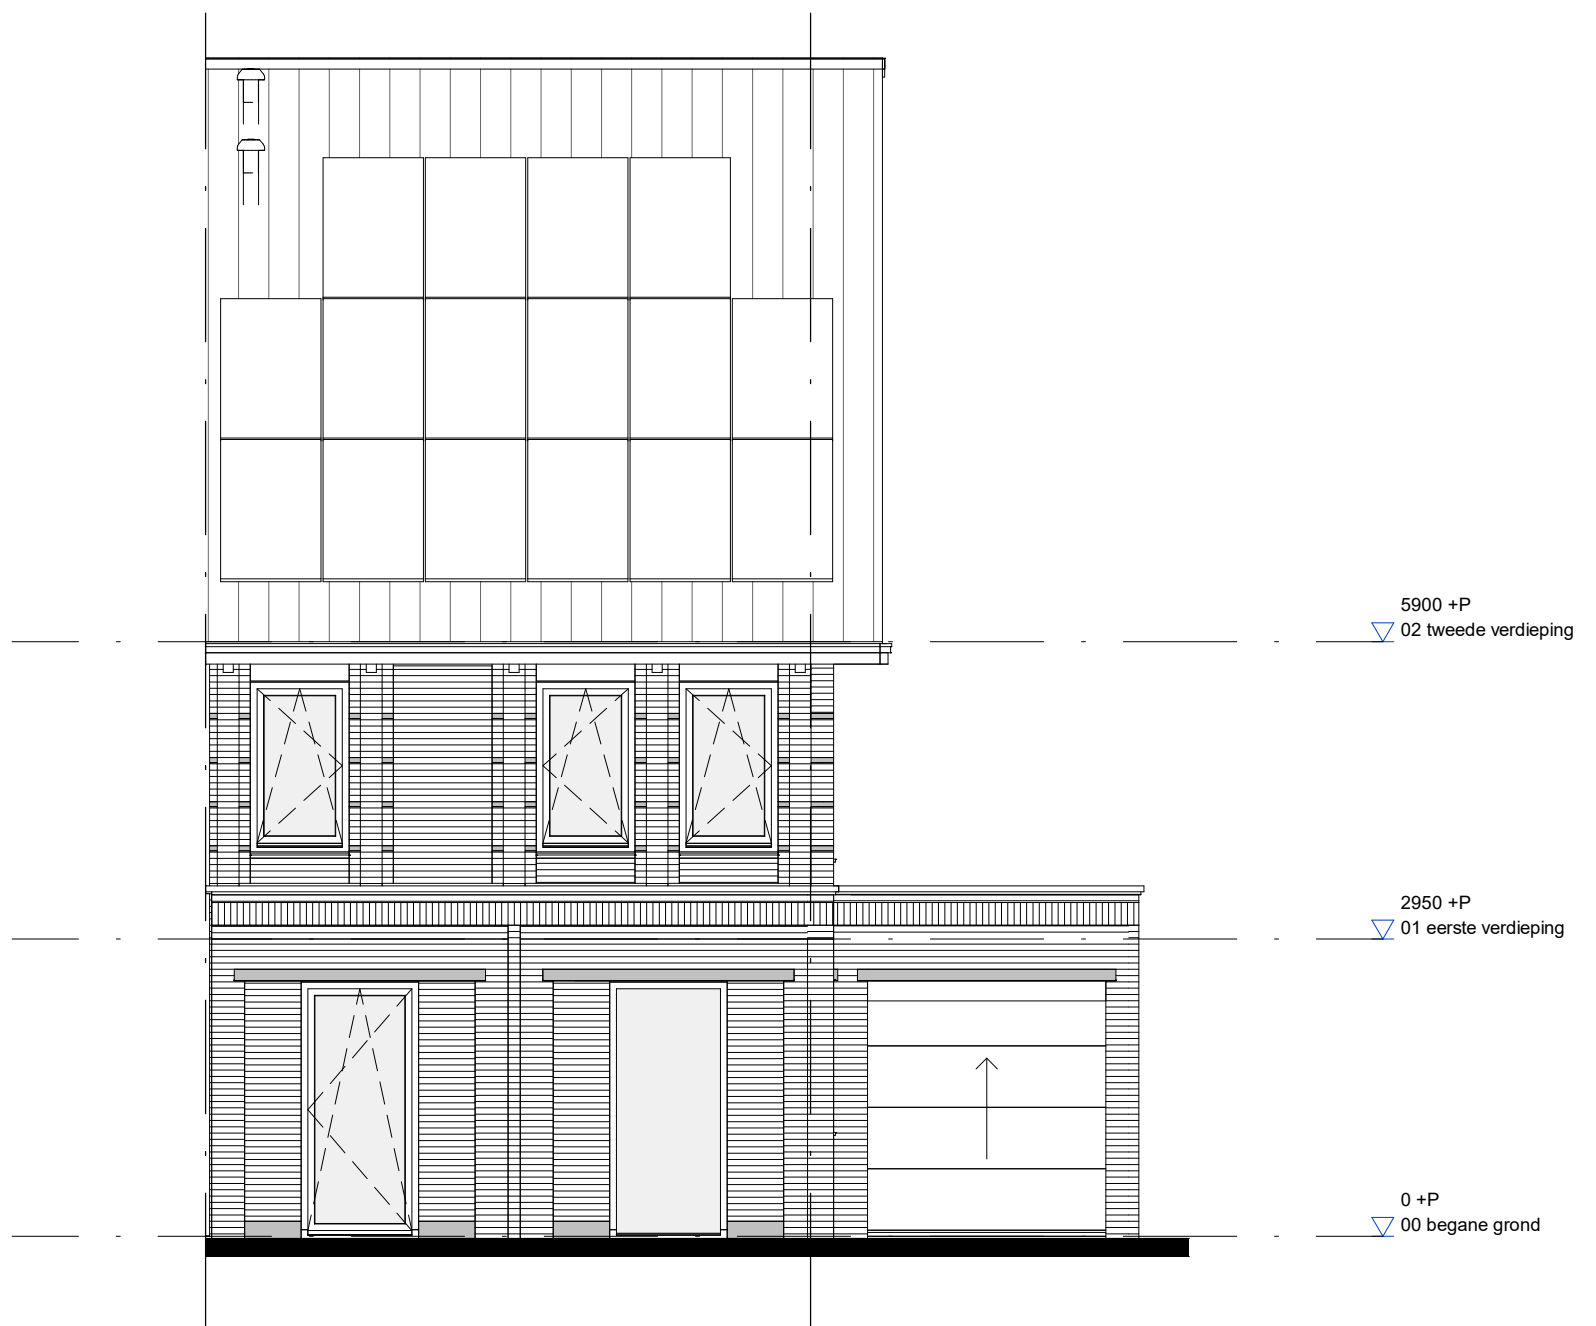 5900 +P
02 tweede verdieping
2950 +P
01 eerste verdieping
0 +P
00 begane grond